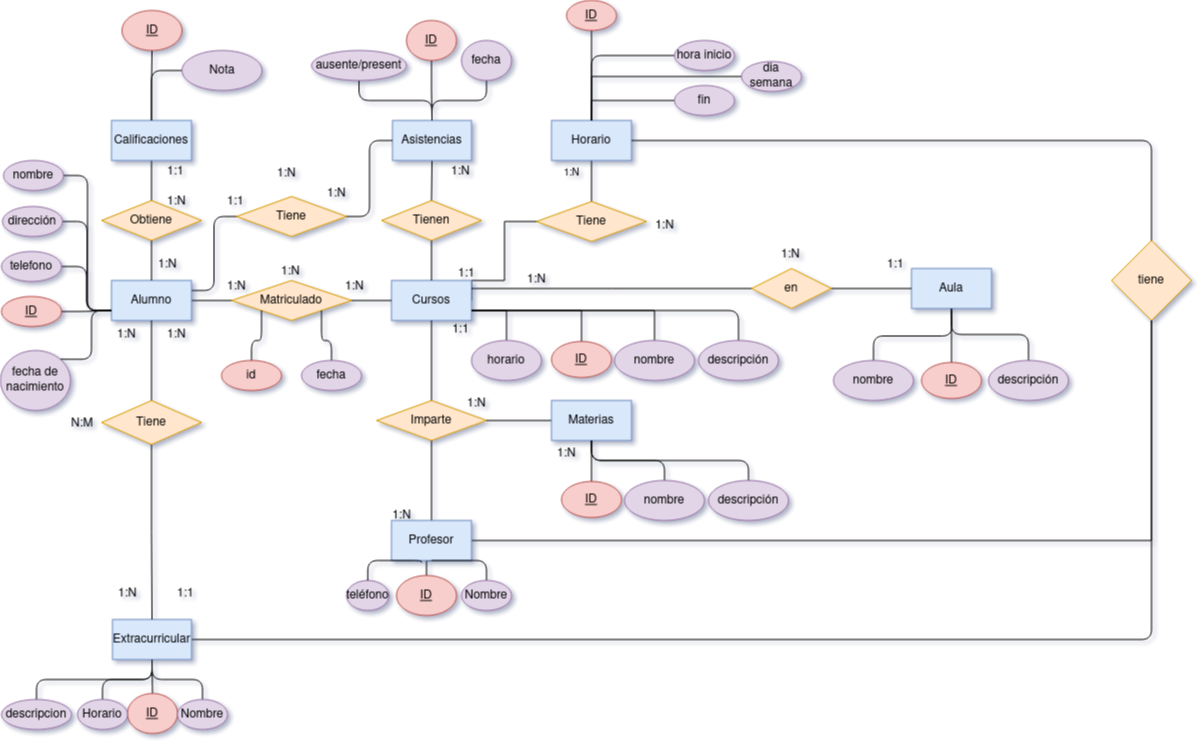 ID
Nota
ID
ausente/present
fecha
ID
hora inicio
día
semana
fin
Calificaciones
Asistencias
Horario
1:1
1:N
1:N
1:N
nombre
1:N
1:1
1:N
dirección
Obtiene
Tiene
Tienen
Tiene
1:N
telefono
1:N
1:N
1:N
1:N
1:1
1:N
1:N
1:1
tiene
ID
Alumno
Matriculado
Cursos
en
Aula
1:N
1:N
1:1
fecha de
nacimiento
id
fecha
horario
ID
nombre
descripción
nombre
ID
descripción
N:M
Tiene
1:N
Imparte
Materias
1:N
ID
nombre
descripción
1:N
Profesor
teléfono
ID
Nombre
1:N
1:1
Extracurricular
descripcion
Horario
ID
Nombre